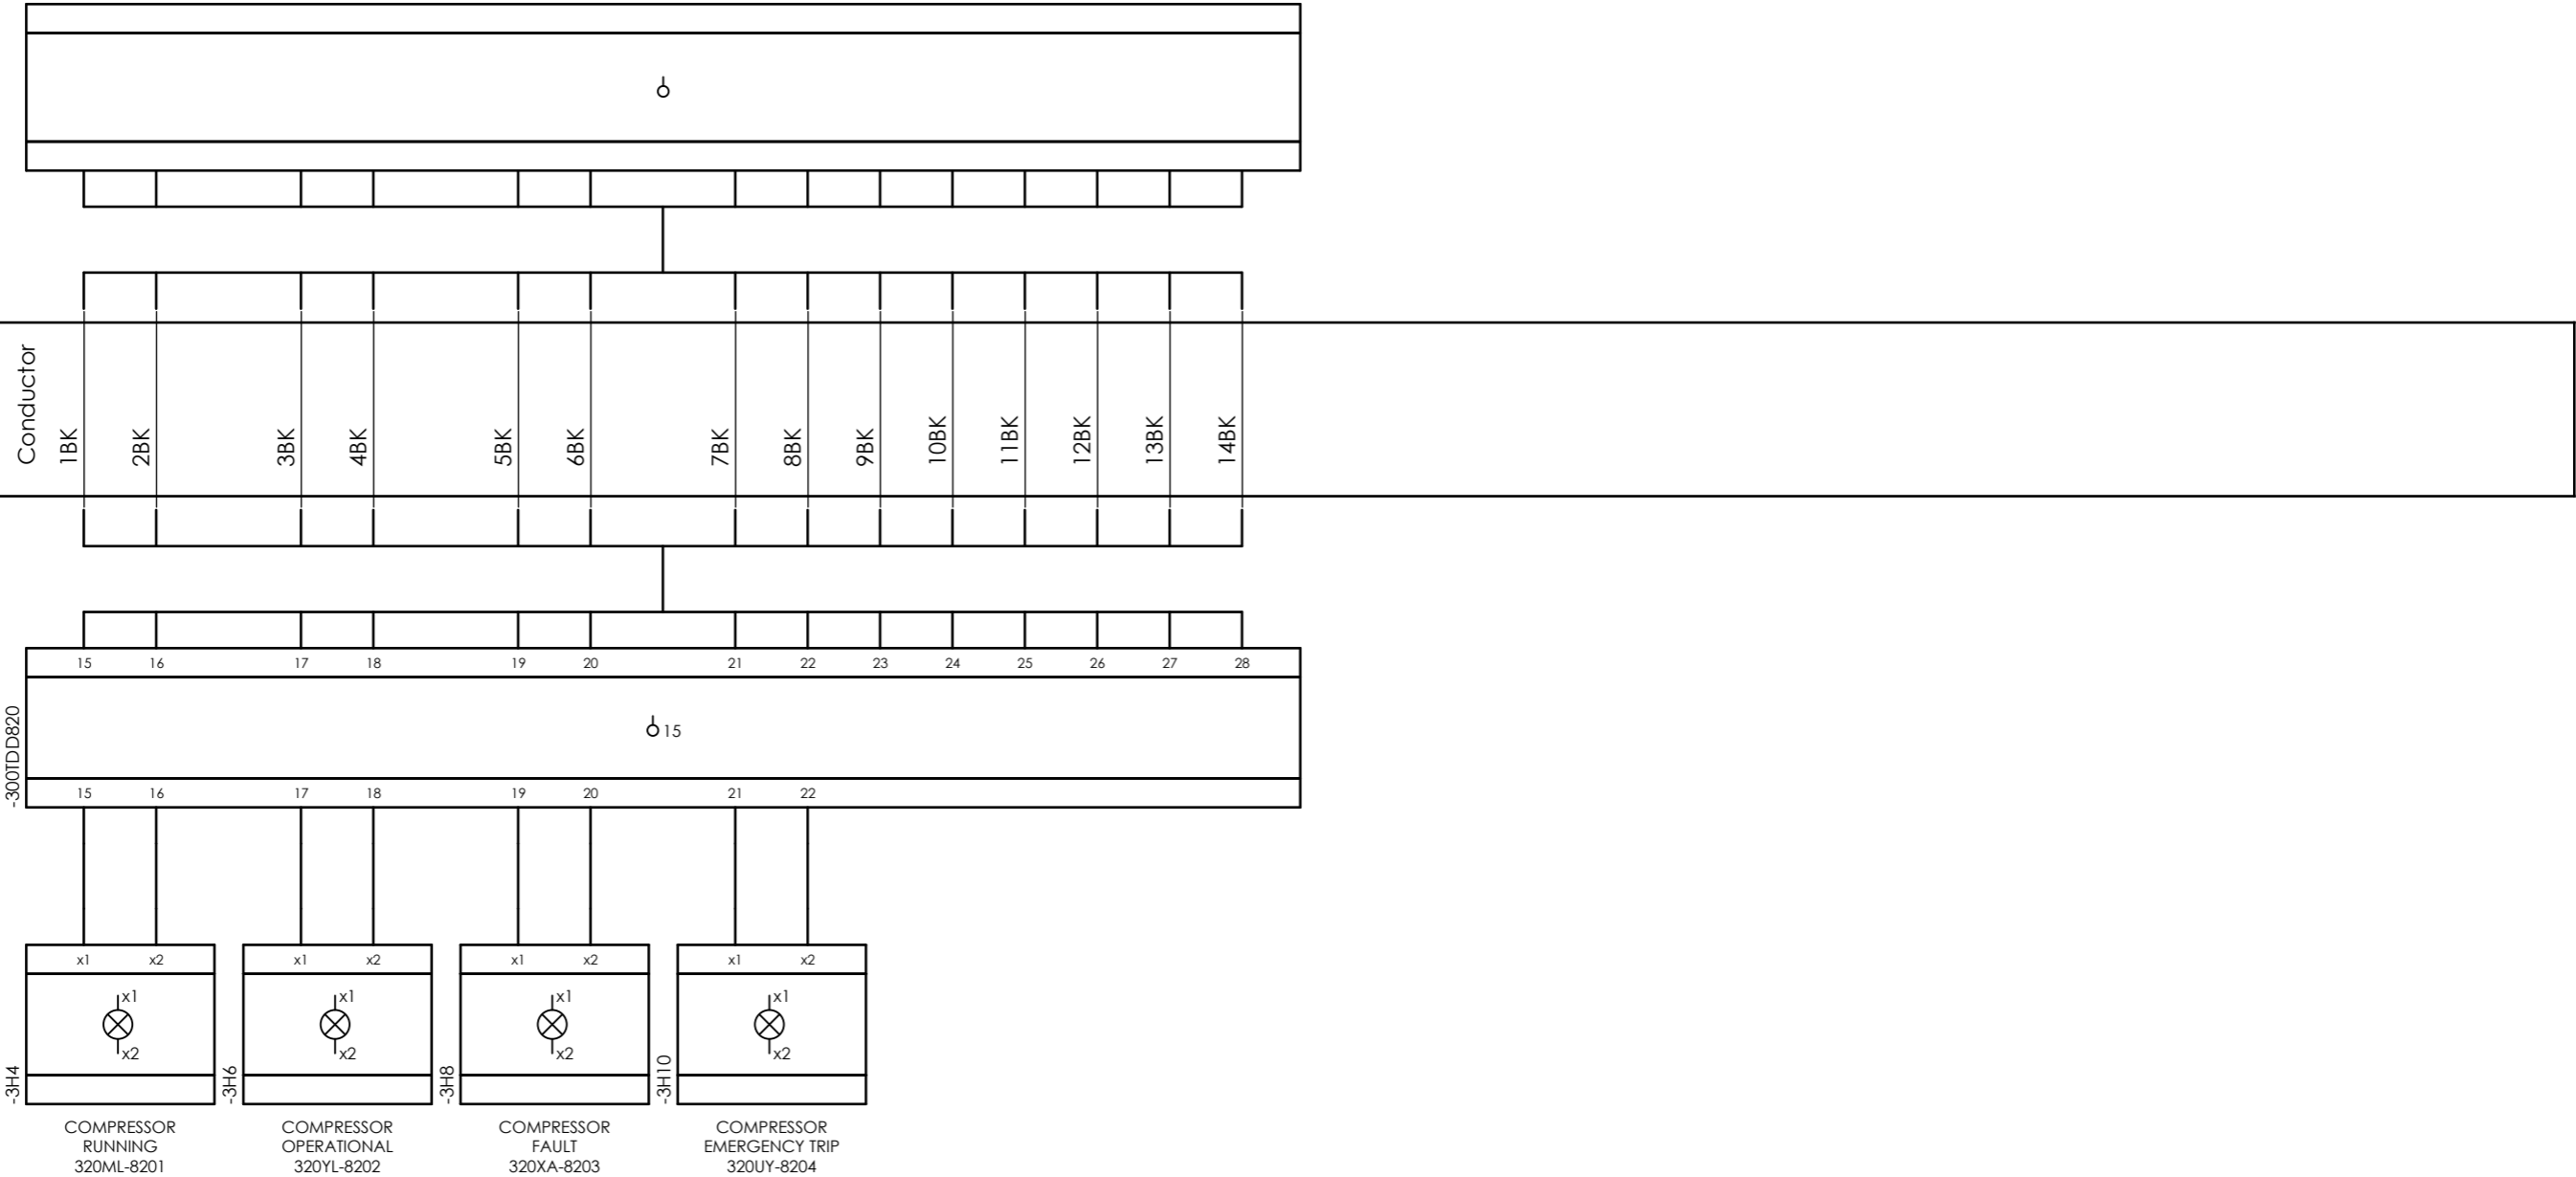 Conductor
1BK
2BK
3BK
4BK
5BK
6BK
7BK
8BK
9BK
10BK
11BK
12BK
13BK
14BK
15 16 17 18 19 20 21 22 23 24 25 26 27 28
-300TDD820
15
15 16 17 18 19 20 21 22
x1 x2 x1 x2 x1 x2 x1 x2
x1 x1 x1 x1
x2 x2 x2 x2
-3H4
-3H6
-3H8
-3H10
COMPRESSOR
RUNNING
320ML-8201
COMPRESSOR
OPERATIONAL
320YL-8202
COMPRESSOR
FAULT
320XA-8203
COMPRESSOR
EMERGENCY TRIP
320UY-8204